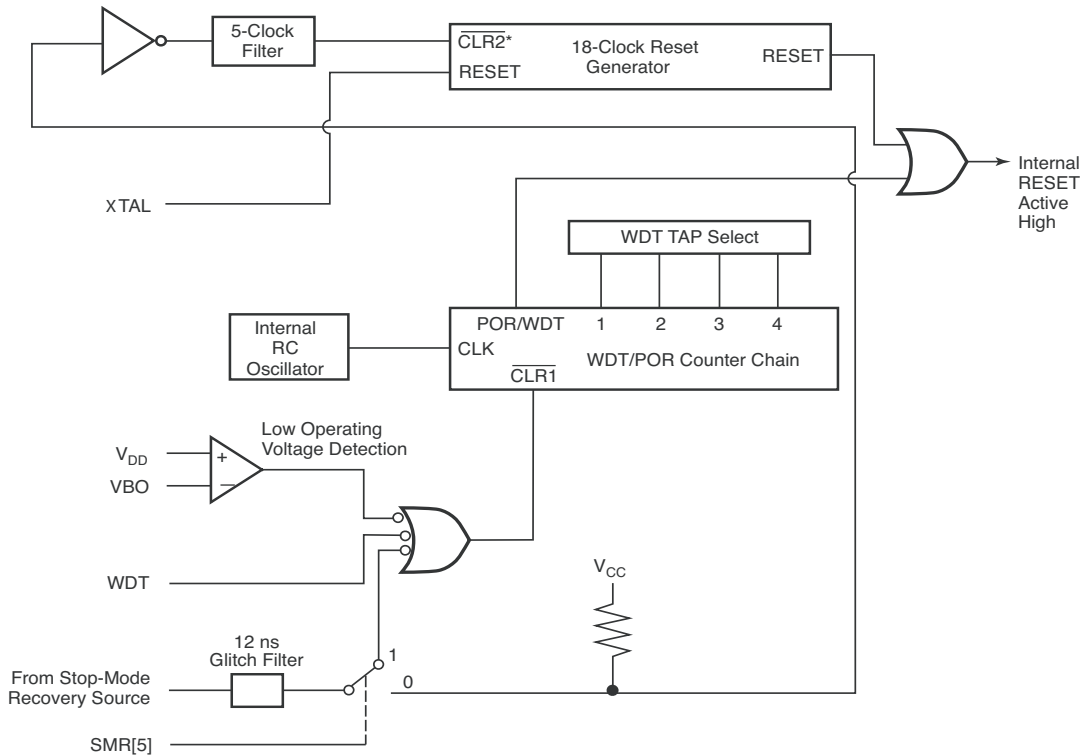 5-Clock
Filter
CLR2*
RESET
18-Clock Reset
Generator
RESET
Internal
RESET
Active
High
XTAL
WDT TAP Select
POR/WDT
1
2
3
4
Internal
RC
Oscillator
CLK
CLR1
WDT/POR Counter Chain
Low Operating
Voltage Detection
VDD
+
VBO
−
WDT
VCC
12 ns
Glitch Filter
1
0
From Stop-Mode
Recovery Source
SMR[5]